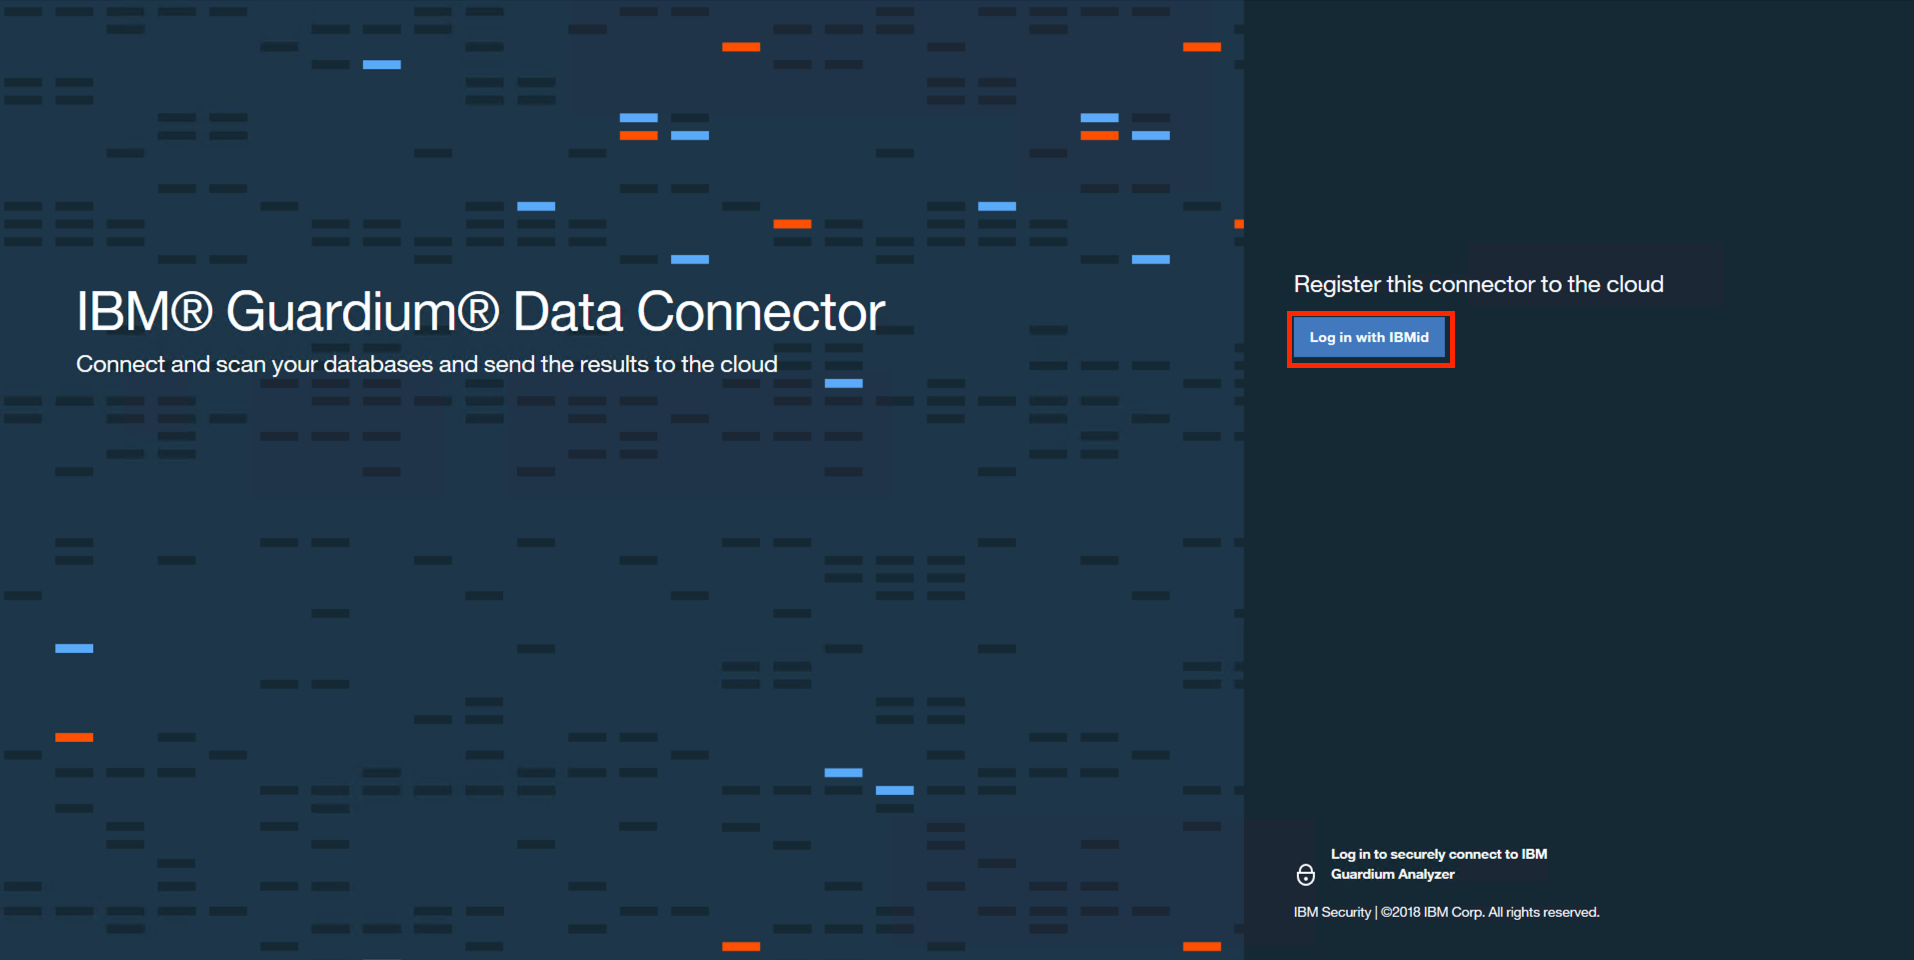 IBM® Guardium® Data Connector
Connect and scan your databases and send the results to the cloud
Register this connector to the cloud
Log in with IBMid
Log in to securely connect to IBM
Guardium Analyzer
IBM Security | ©2018 IBM Corp. All rights reserved.